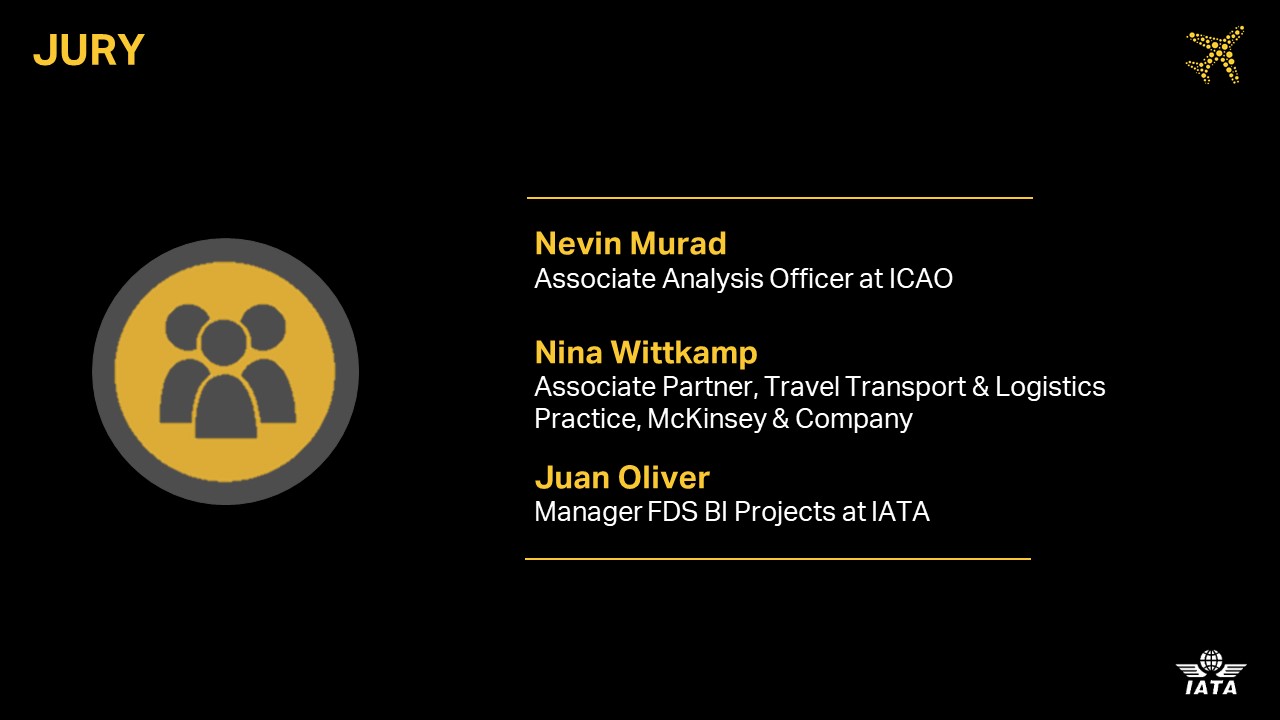 JURY
Nevin Murad
Associate Analysis Officer at ICAO
Nina Wittkamp
Associate Partner, Travel Transport & Logistics
Practice, McKinsey & Company
Juan Oliver
Manager FDS BI Projects at IATA
IATA